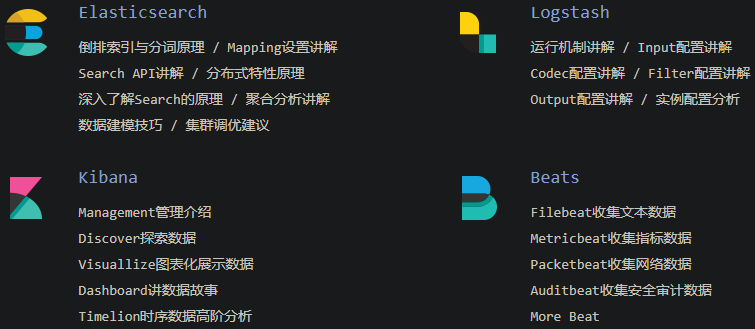 Elasticsearch
倒排索引与分词原理 / Mapping设置讲解
Search API讲解 / 分布式特性原理
深入了解Search的原理 / 聚合分析讲解
数据建模技巧 / 集群调优建议
Logstash
运行机制讲解 / Input配置讲解
Codec配置讲解 / Filter配置讲解
Output配置讲解 / 实例配置分析
Kibana
Management管理介绍
Discover探索数据
Visuallize图表化展示数据
Dashboard讲数据故事
Timelion时序数据高阶分析
Beats
Filebeat收集文本数据
Metricbeat收集指标数据
Packetbeat收集网络数据
Auditbeat收集安全审计数据
More Beat